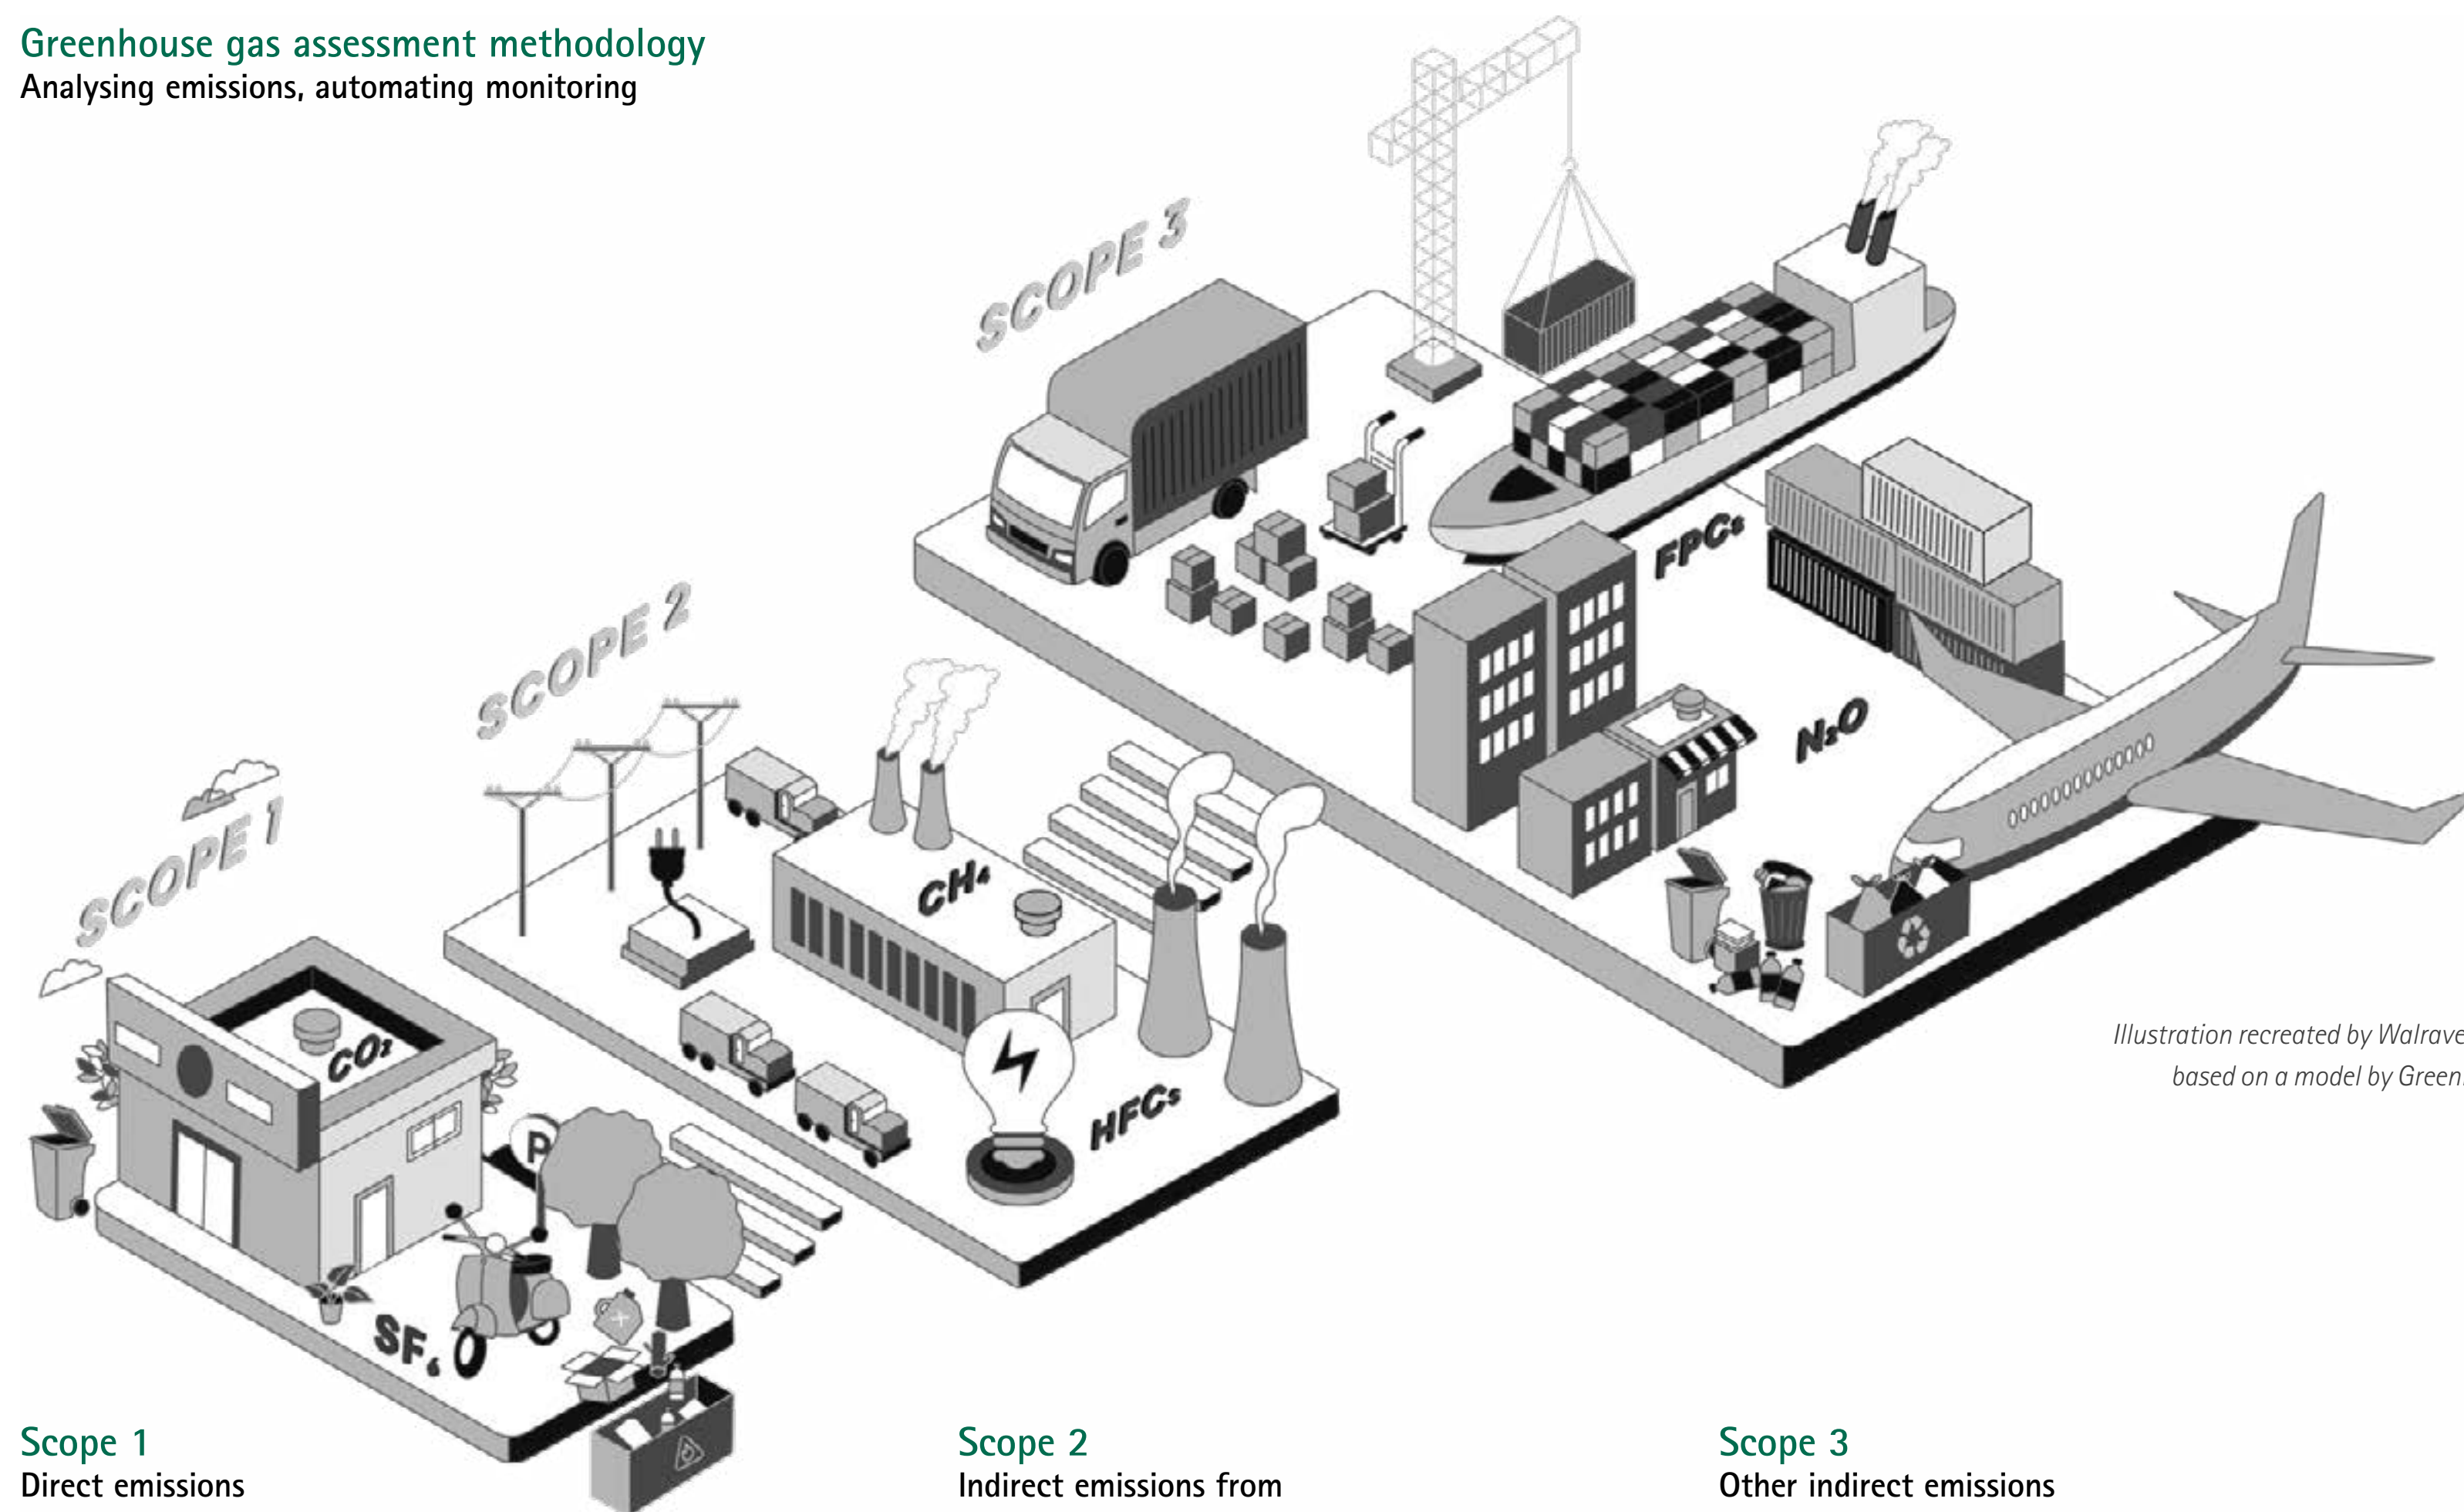 Greenhouse gas assessment methodology
Analysing emissions, automating monitoring
SCOPE 3
SCOPE 2
SCOPE 1
FPCs
N₂O
CH₄
HFCs
CO₂
P
SF₆
Illustration recreated by Walrave
based on a model by Green
Scope 1
Direct emissions
Scope 2
Indirect emissions from
Scope 3
Other indirect emissions